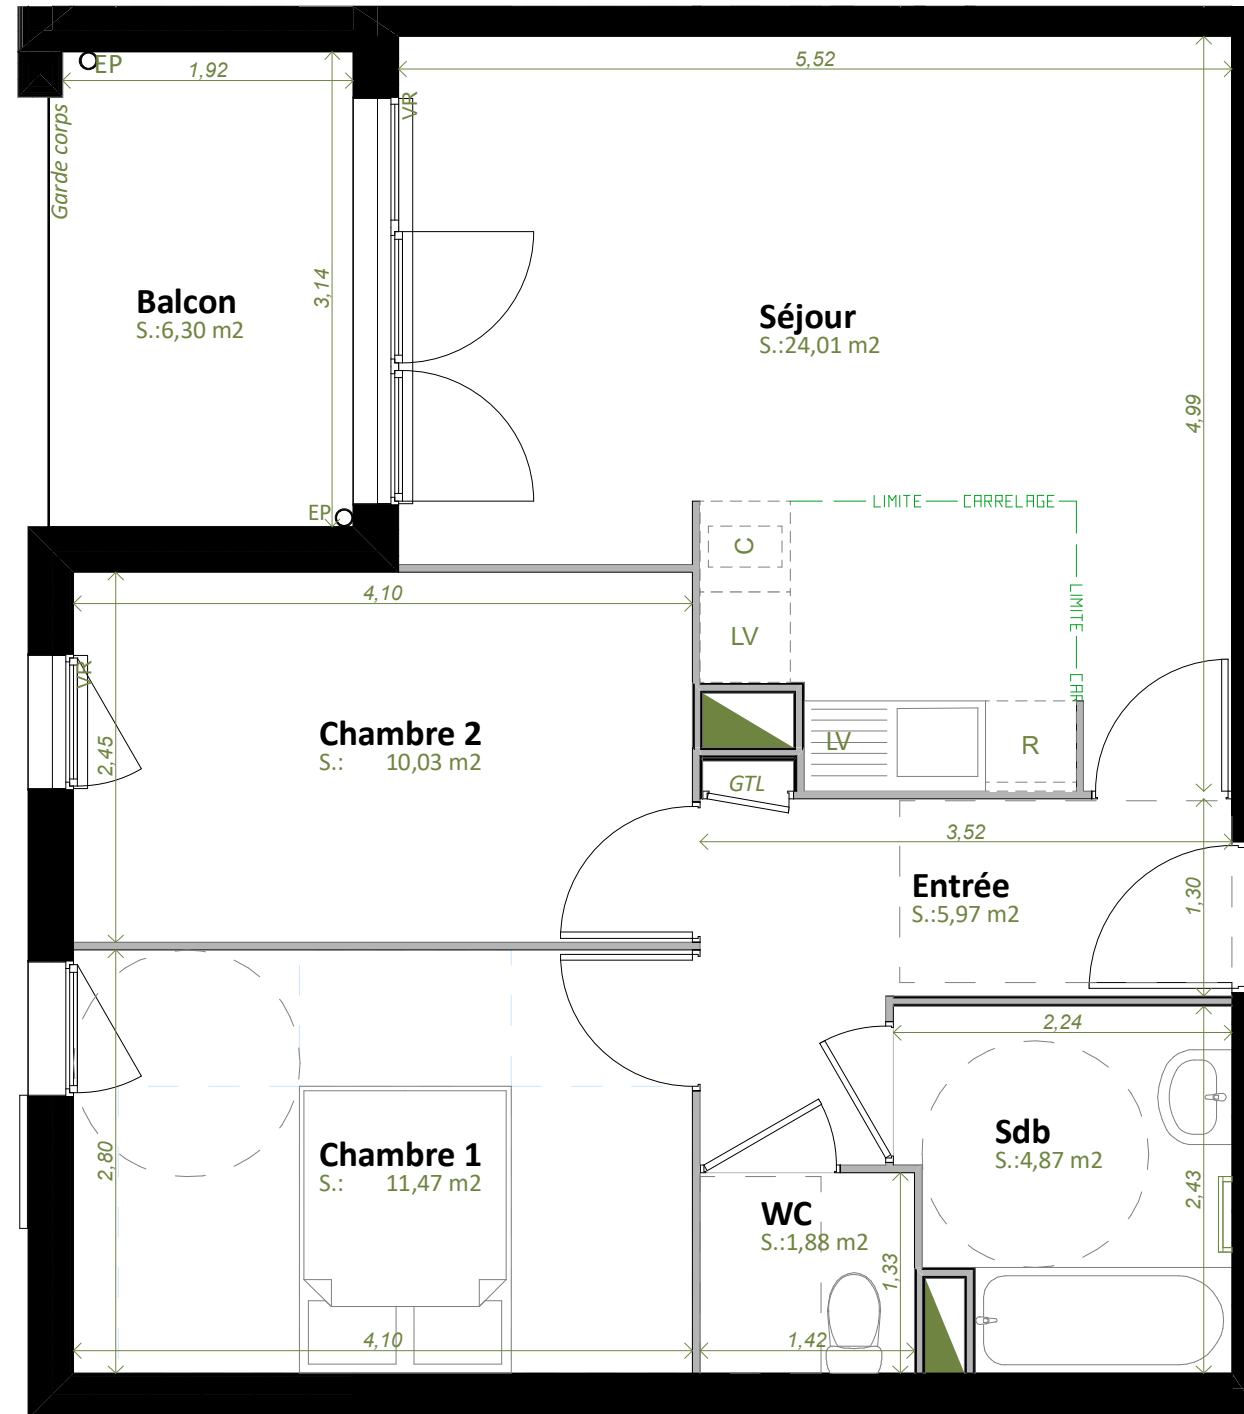 EP
1,92
5,52
VR
Garde corps
Balcon
S.:6,30 m2
3,14
Séjour
S.:24,01 m2
4,99
EP
LIMITE CARRELAGE
C
LIMITE CAR
LV
4,10
VR
2,45
Chambre 2
S.: 10,03 m2
LV
R
GTL
3,52
Entrée
S.:5,97 m2
1,30
2,24
Sdb
S.:4,87 m2
2,43
2,80
Chambre 1
S.: 11,47 m2
WC
S.:1,88 m2
1,33
4,10
1,42